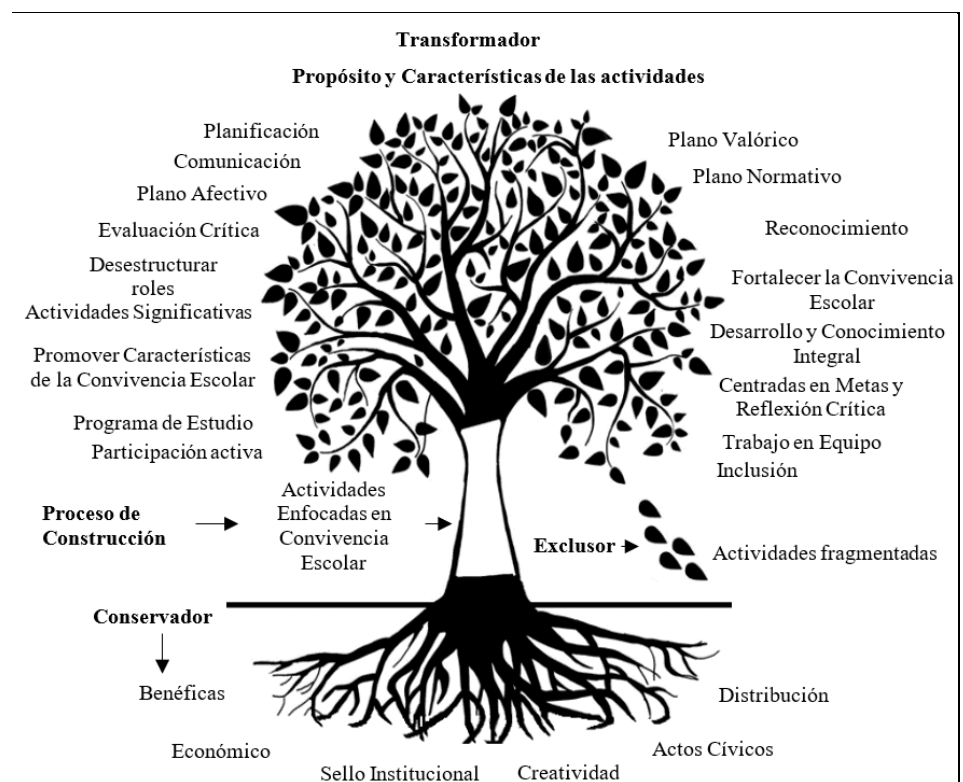 Transformador
Propósito y Características de las actividades
Planificación
Comunicación
Plano Afectivo
Evaluación Crítica
Desestructurar
roles
Actividades Significativas
Promover Características
de la Convivencia Escolar
Programa de Estudio
Participación activa
Plano Valórico
Plano Normativo
Reconocimiento
Fortalecer la Convivencia
Escolar
Desarrollo y Conocimiento
Integral
Centradas en Metas y
Reflexión Crítica
Trabajo en Equipo
Inclusión
Proceso de
Construcción
Actividades
Enfocadas en
Convivencia
Escolar
Exclusor
Actividades fragmentadas
Conservador
Benéficas
Económico
Sello Institucional
Creatividad
Actos Cívicos
Distribución